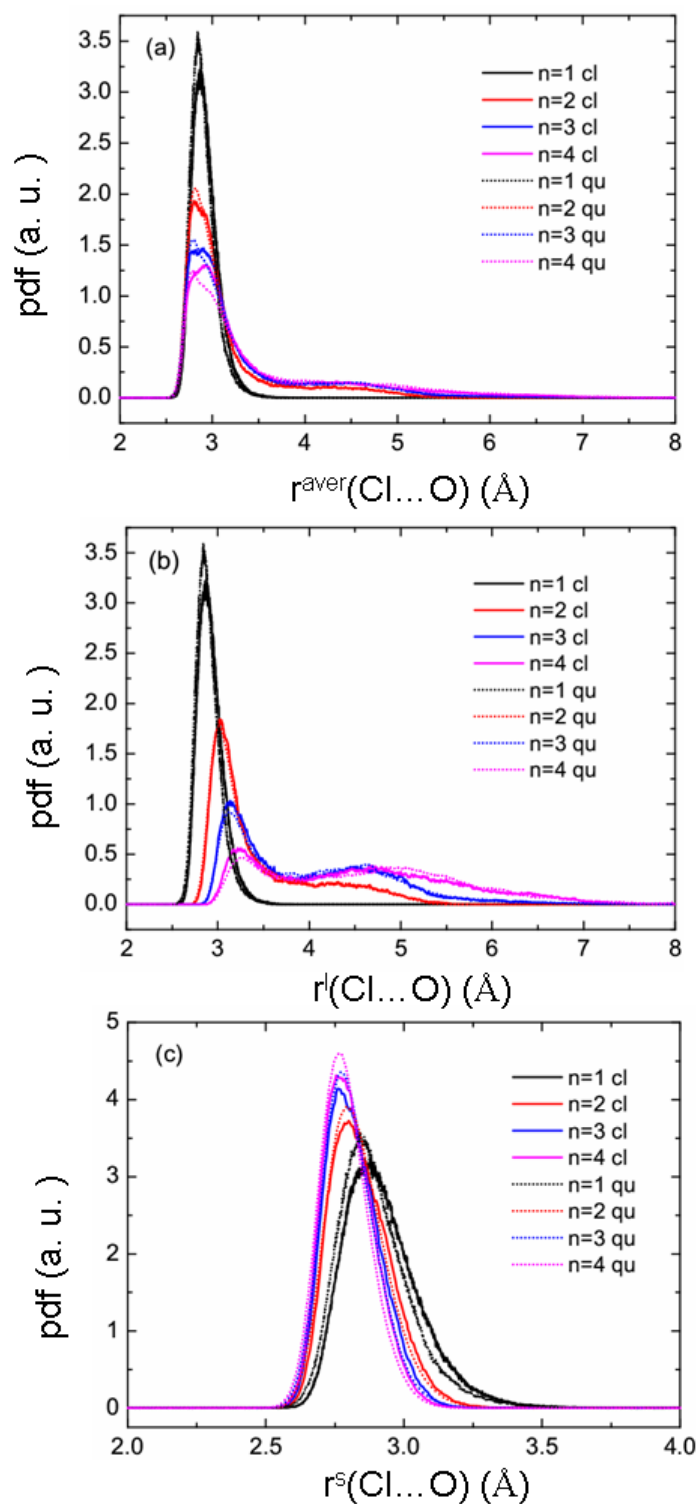 (a)
n=1 cl
n=2 cl
n=3 cl
n=4 cl
n=1 qu
n=2 qu
n=3 qu
n=4 qu
pdf (a. u. )
3.5
3.0
2.5
2.0
1.5
1.0
0.5
0.0
2 3 4 5 6 7 8
r^aver(Cl...O) (Å)
(b)
n=1 cl
n=2 cl
n=3 cl
n=4 cl
n=1 qu
n=2 qu
n=3 qu
n=4 qu
pdf (a. u. )
3.5
3.0
2.5
2.0
1.5
1.0
0.5
0.0
2 3 4 5 6 7 8
r^l(Cl...O) (Å)
(c)
n=1 cl
n=2 cl
n=3 cl
n=4 cl
n=1 qu
n=2 qu
n=3 qu
n=4 qu
pdf (a. u. )
5
4
3
2
1
0
2.0 2.5 3.0 3.5 4.0
r^s(Cl...O) (Å)